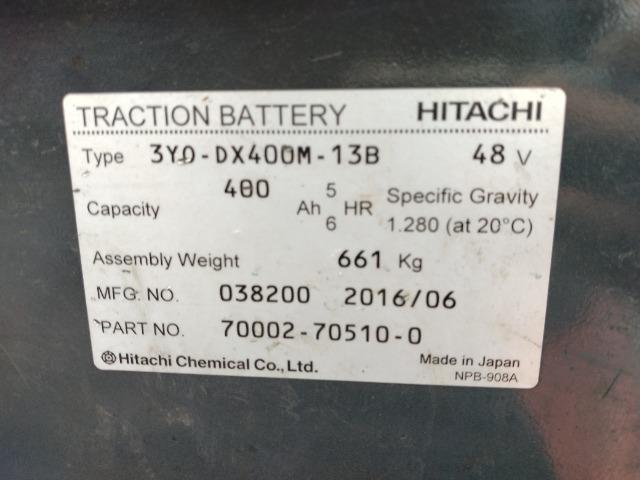 TRACTION BATTERY HITACHI
Type 3YO-DX400M-13B 48 V
Capacity 400 Ah 5 6 HR Specific Gravity
1.280 (at 20°C)
Assembly Weight 661 Kg
MFG. NO. 038200 2016/06
PART NO. 70002-70510-0
Hitachi Chemical Co., Ltd. Made in Japan
NPB-908A